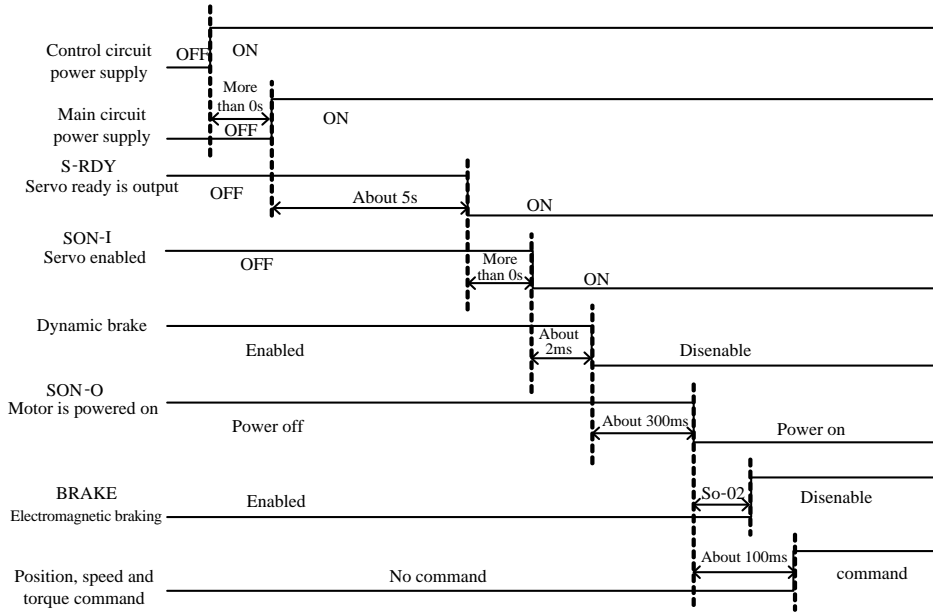 Control circuit
power supply
OFF
ON
More
than 0s
Main circuit
power supply
OFF
ON
S-RDY
Servo ready is output
OFF
About 5s
ON
SON-I
Servo enabled
OFF
More
than 0s
ON
Dynamic brake
Enabled
About
2ms
Disenable
SON-O
Motor is powered on
Power off
About 300ms
Power on
BRAKE
Electromagnetic braking
Enabled
So-02
Disenable
Position, speed and
torque command
No command
About 100ms
command